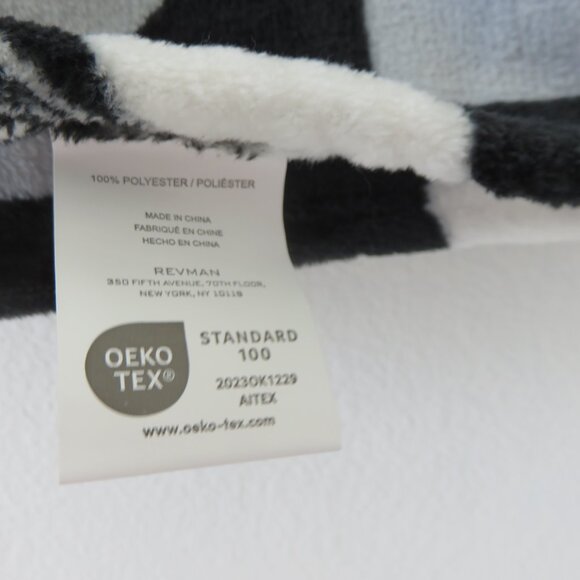 100% POLYESTER / POLIÉSTER
MADE IN CHINA
FABRIQUÉ EN CHINE
HECHO EN CHINA
REVMAN
350 FIFTH AVENUE, 70TH FLOOR,
NEW YORK, NY 10118
OEKO
TEX®
STANDARD
100
2023OK1229
AITEX
www.oeko-tex.com